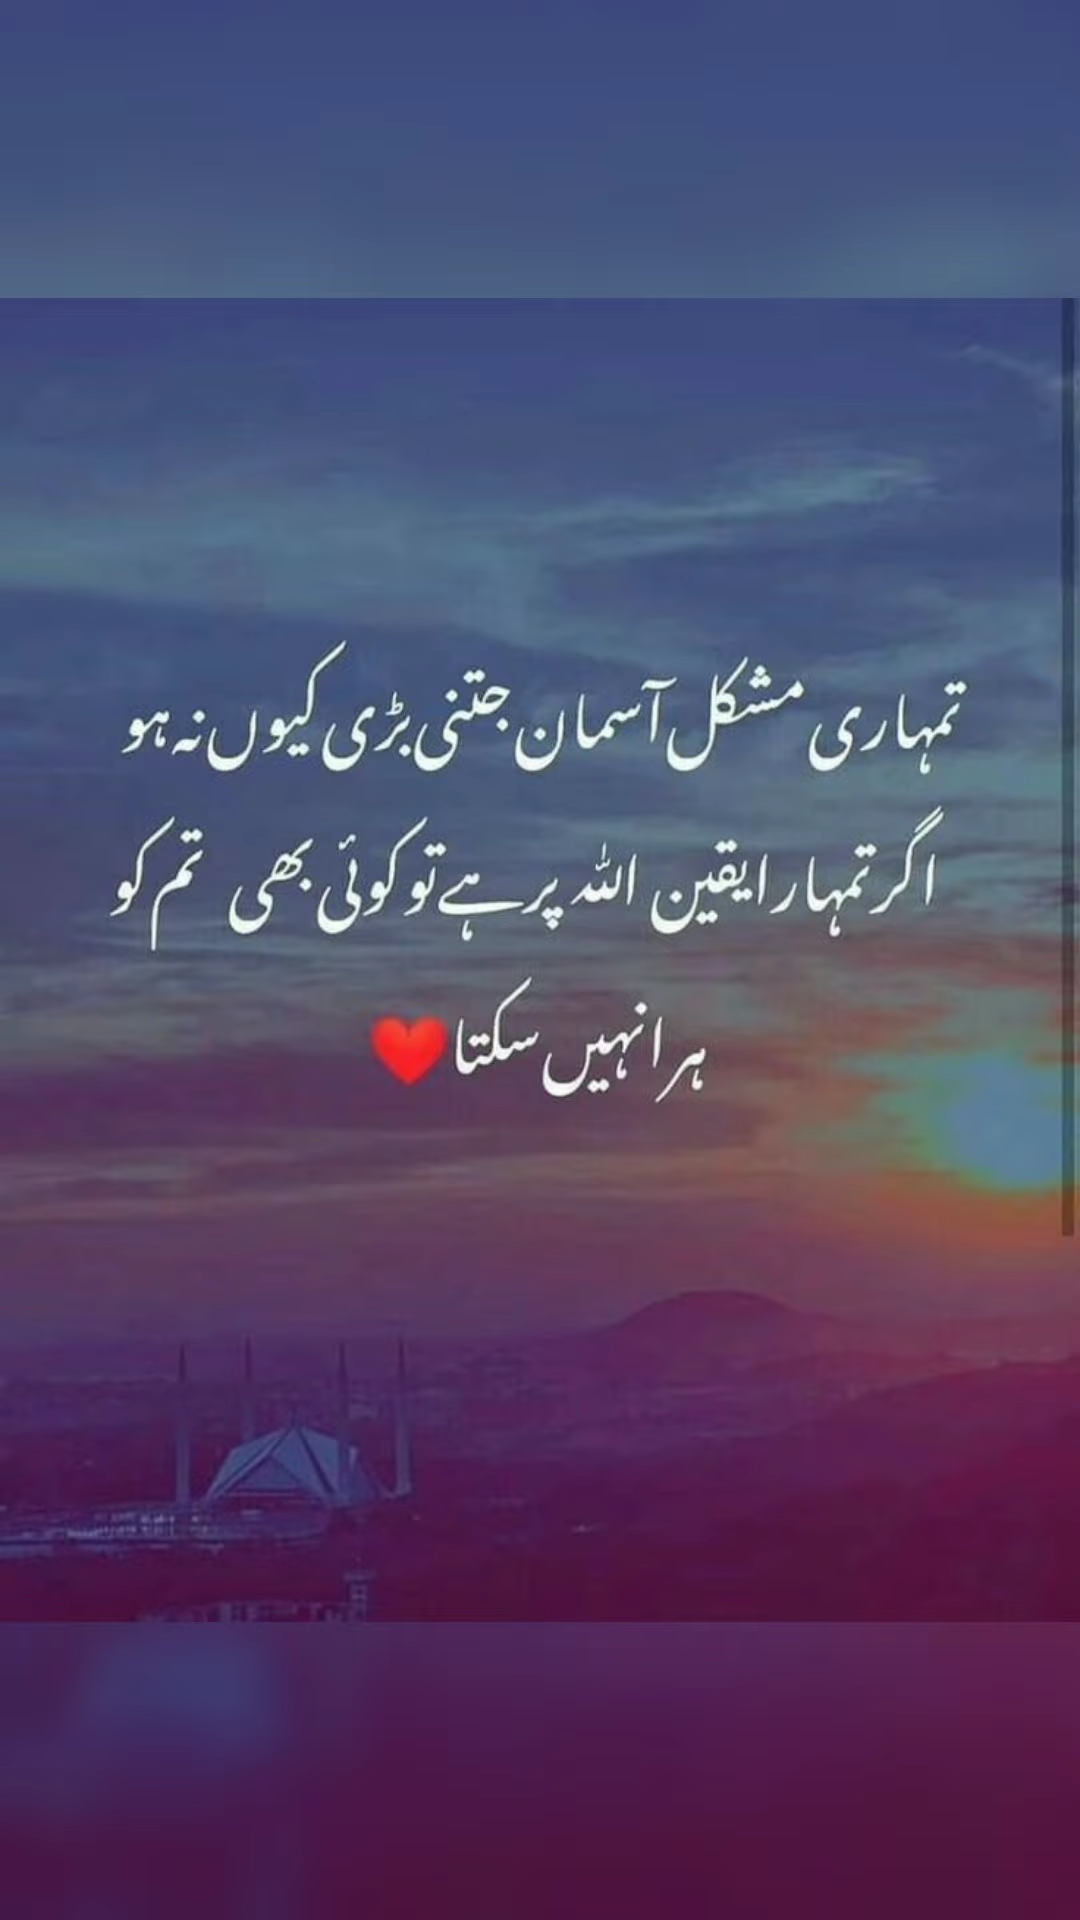 تمہاری مشکل آسمان جتنی بڑی کیوں نہ ہو
اگر تمہارا یقین اللہ پر ہے تو کوئی بھی تم کو
ہرا نہیں سکتا❤️